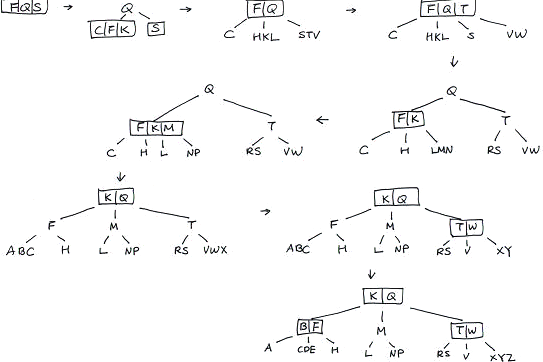 F Q S → Q → F Q → F Q T
C F K S C HKL STV C HKL S VW
↓
Q ← Q
F K M T F K T
C H L NP RS VW C H LMN RS VW
↓
K Q → K Q
F M T F M T W
ABC H L NP RS VWX ABC H L NP RS V XY
↓
K Q
B F M T W
A CDE H L NP RS V XYZ